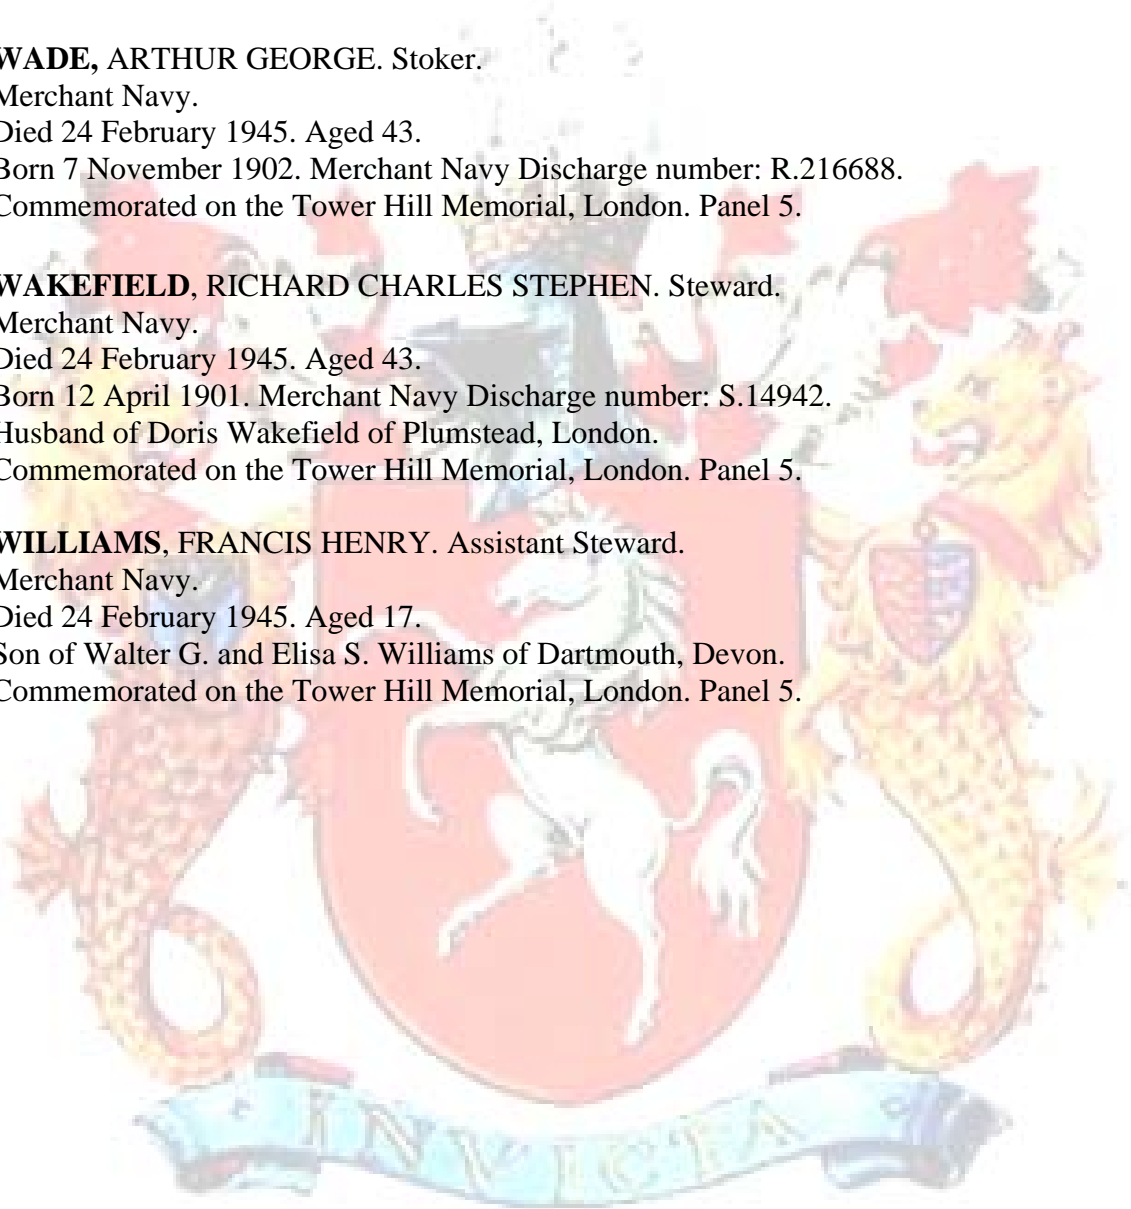 WADE, ARTHUR GEORGE. Stoker.
Merchant Navy.
Died 24 February 1945. Aged 43.
Born 7 November 1902. Merchant Navy Discharge number: R.216688.
Commemorated on the Tower Hill Memorial, London. Panel 5.
WAKEFIELD, RICHARD CHARLES STEPHEN. Steward.
Merchant Navy.
Died 24 February 1945. Aged 43.
Born 12 April 1901. Merchant Navy Discharge number: S.14942.
Husband of Doris Wakefield of Plumstead, London.
Commemorated on the Tower Hill Memorial, London. Panel 5.
WILLIAMS, FRANCIS HENRY. Assistant Steward.
Merchant Navy.
Died 24 February 1945. Aged 17.
Son of Walter G. and Elisa S. Williams of Dartmouth, Devon.
Commemorated on the Tower Hill Memorial, London. Panel 5.
INVICTA